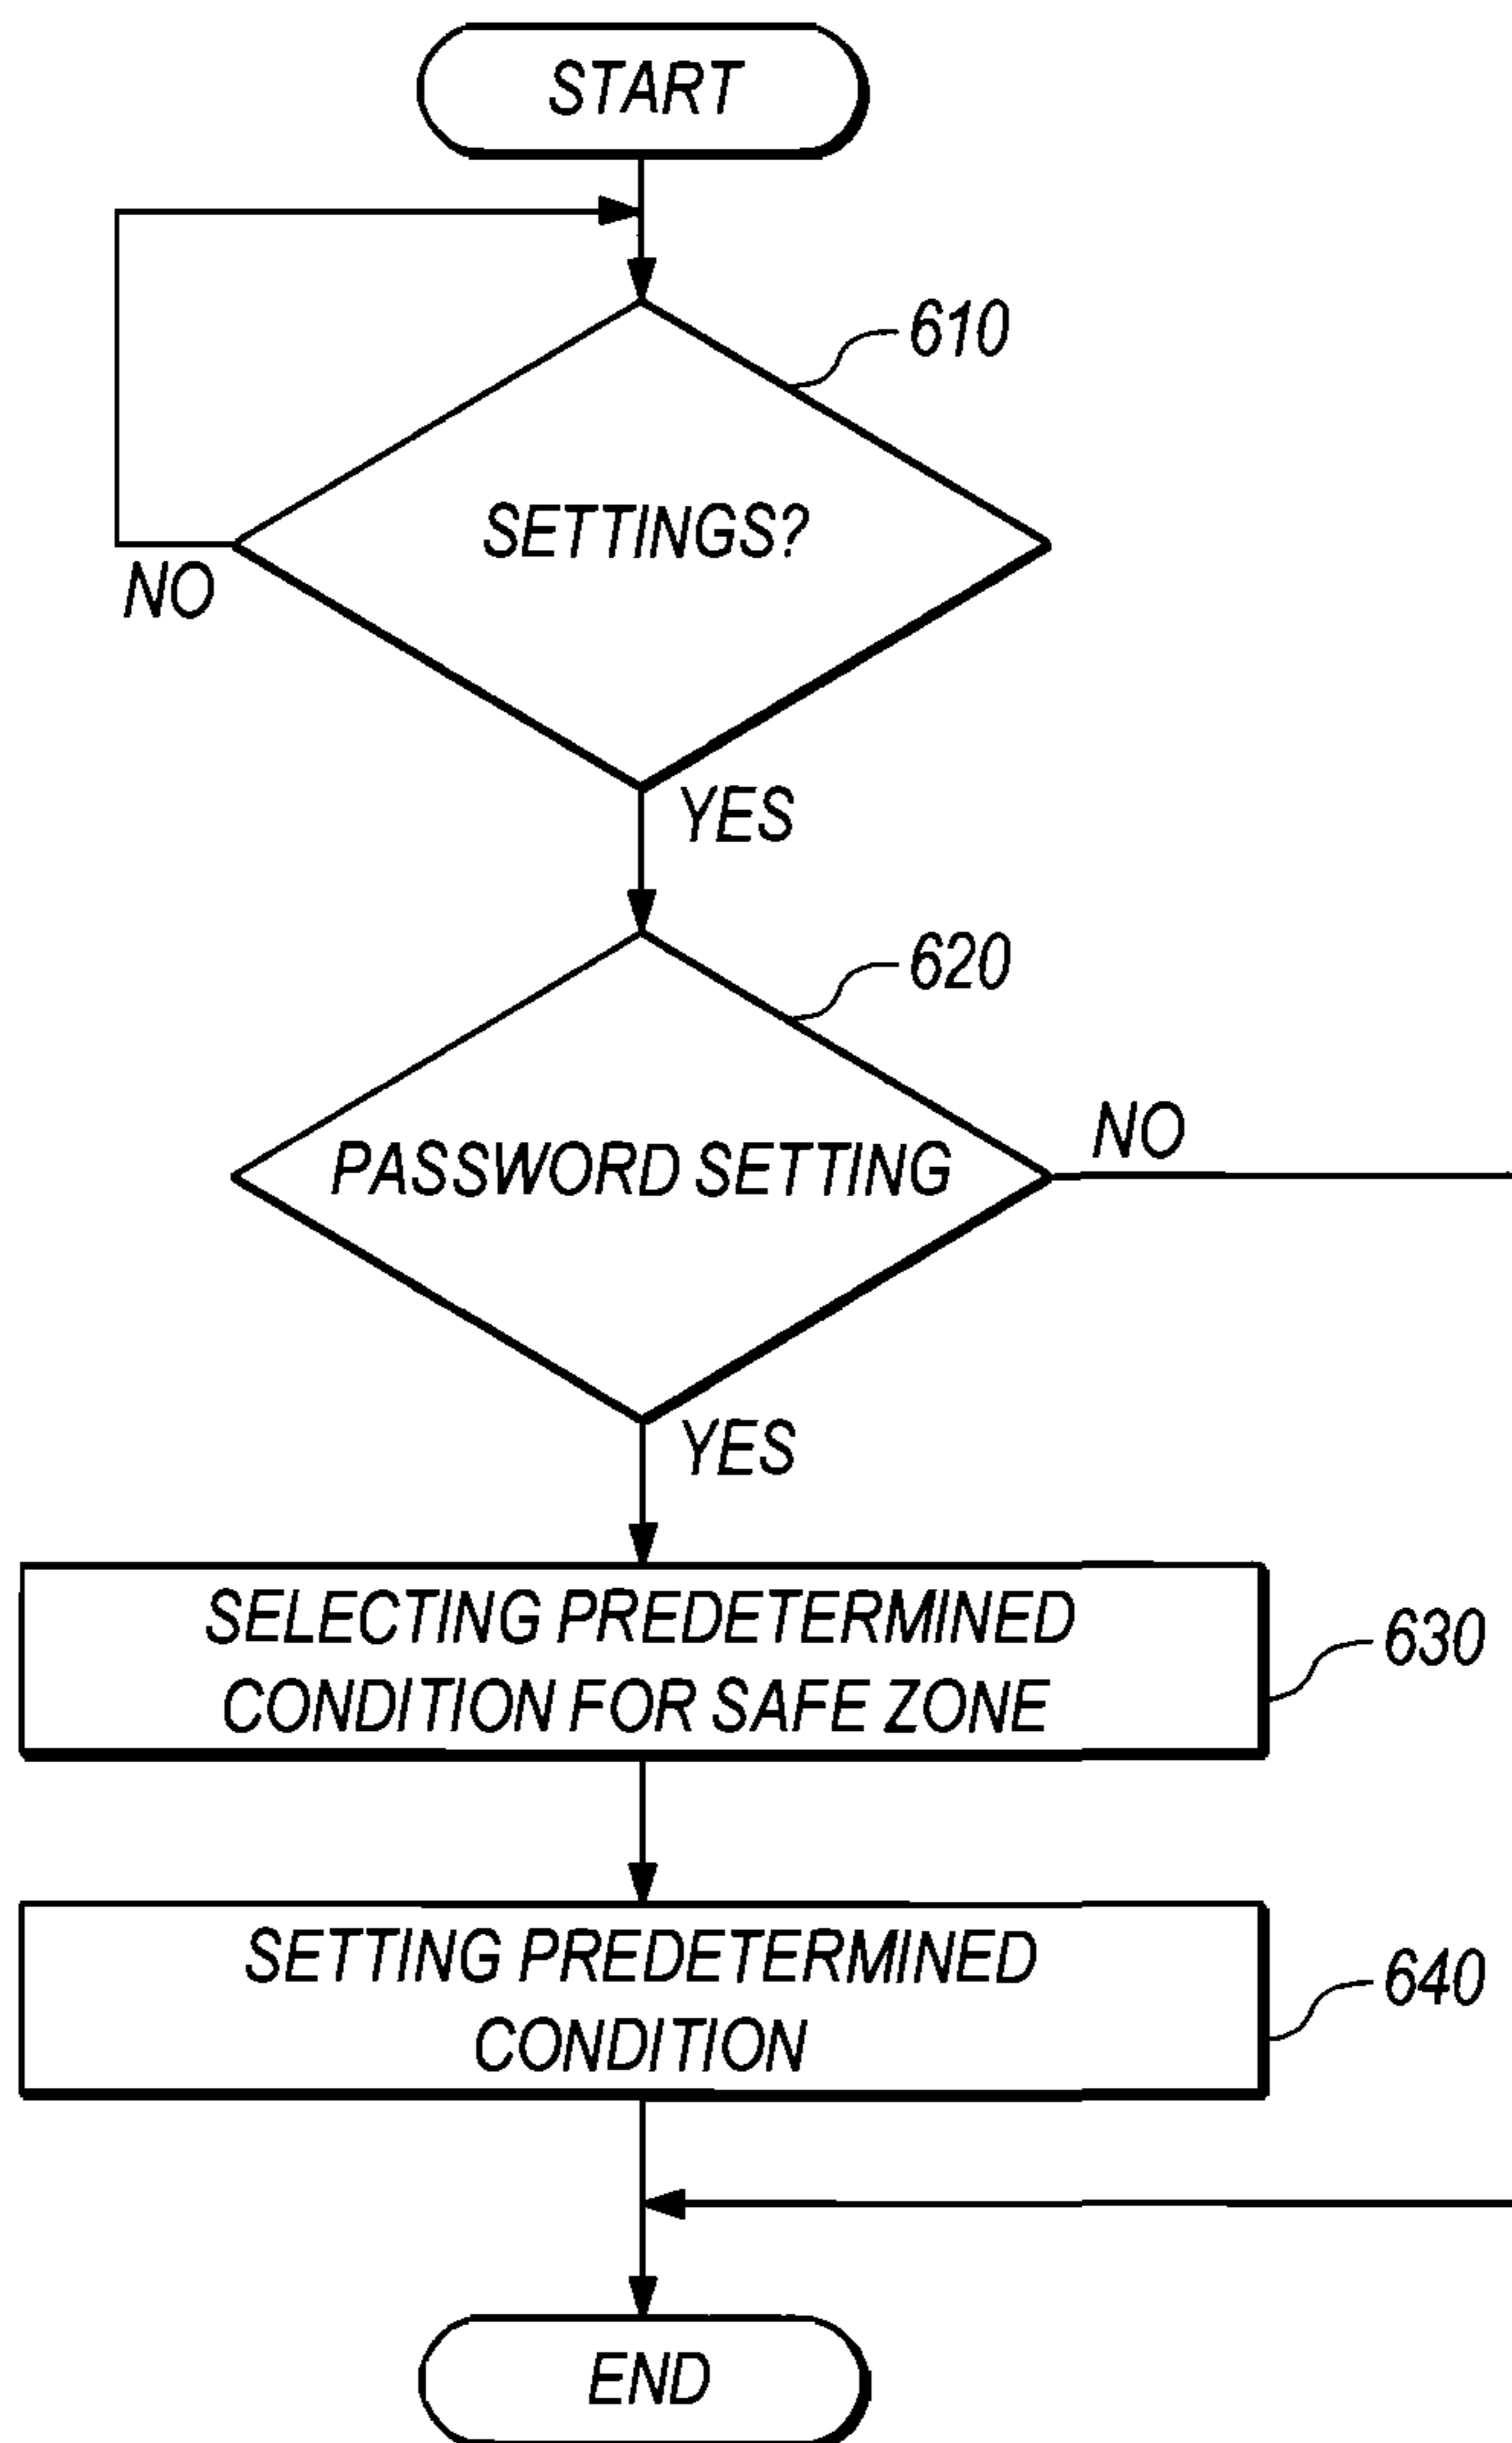 START
610
SETTINGS?
NO
YES
620
PASSWORD SETTING
NO
YES
SELECTING PREDETERMINED
CONDITION FOR SAFE ZONE
630
SETTING PREDETERMINED
CONDITION
640
END